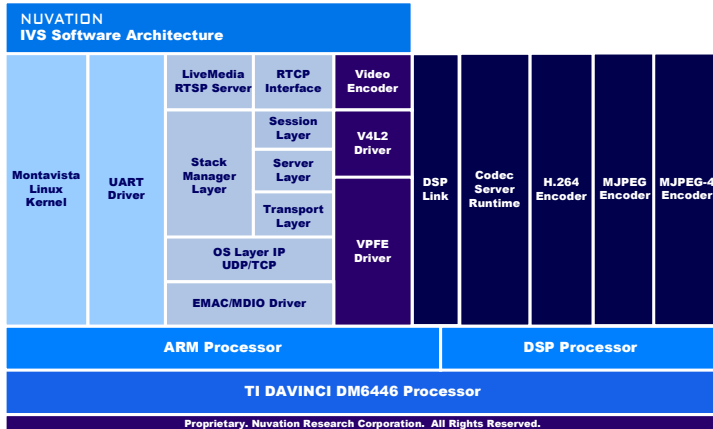 NUVATION
IVS Software Architecture
Montavista
Linux
Kernel
UART
Driver
LiveMedia
RTSP Server
RTCP
Interface
Stack
Manager
Layer
Session
Layer
Server
Layer
Transport
Layer
OS Layer IP
UDP/TCP
EMAC/MDIO Driver
Video
Encoder
V4L2
Driver
VPFE
Driver
DSP
Link
Codec
Server
Runtime
H.264
Encoder
MJPEG
Encoder
MJPEG-4
Encoder
ARM Processor
DSP Processor
TI DAVINCI DM6446 Processor
Proprietary. Nuvation Research Corporation. All Rights Reserved.